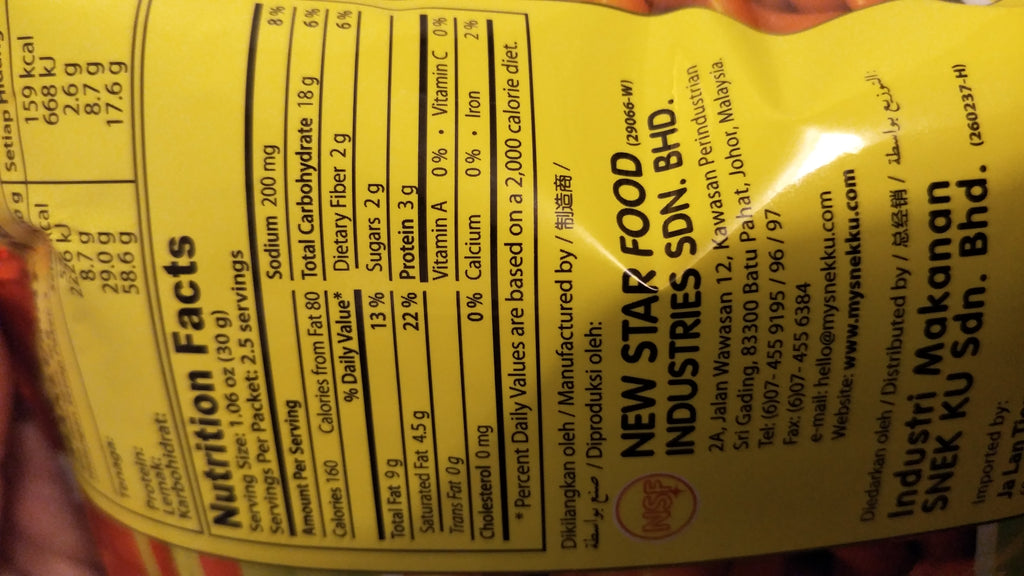 Setiap
159 kcal
668 kJ
2.6 g
8.7 g
17.6 g
8.7 g
29.0 g
58.6 g
Tenaga:
Protein:
Lemak:
Karbohidrat:
Nutrition Facts
Serving Size: 1.06 oz (30 g)
Servings Per Packet: 2.5 servings
Amount Per Serving
Calories 160 Calories from Fat 80
% Daily Value*
Total Fat 9 g 13 %
Saturated Fat 4.5 g 22 %
Trans Fat 0g
Cholesterol 0 mg 0 %
Sodium 200 mg 8 %
Total Carbohydrate 18 g 6 %
Dietary Fiber 2 g 6 %
Sugars 2 g
Protein 3 g
Vitamin A 0 % • Vitamin C 0%
Calcium 0 % • Iron 2%
* Percent Daily Values are based on a 2,000 calorie diet.
Dikilangkan oleh / Manufactured by / 制造商 /
صنع بواسطة / Diproduksi oleh:
NSF
NEW STAR FOOD (29066-W)
INDUSTRIES SDN. BHD.
2A, Jalan Wawasan 12, Kawasan Perindustrian
Sri Gading, 83300 Batu Pahat, Johor, Malaysia.
Tel: (6)07- 455 9195 / 96 / 97
Fax: (6)07- 455 6384
e-mail: hello@mysnekku.com
Website: www.mysnekku.com
Diedarkan oleh / Distributed by / 总经销 / التوزيع بواسطة:
Industri Makanan
SNEK KU Sdn. Bhd. (260237-H)
Imported by:
Ja Lan